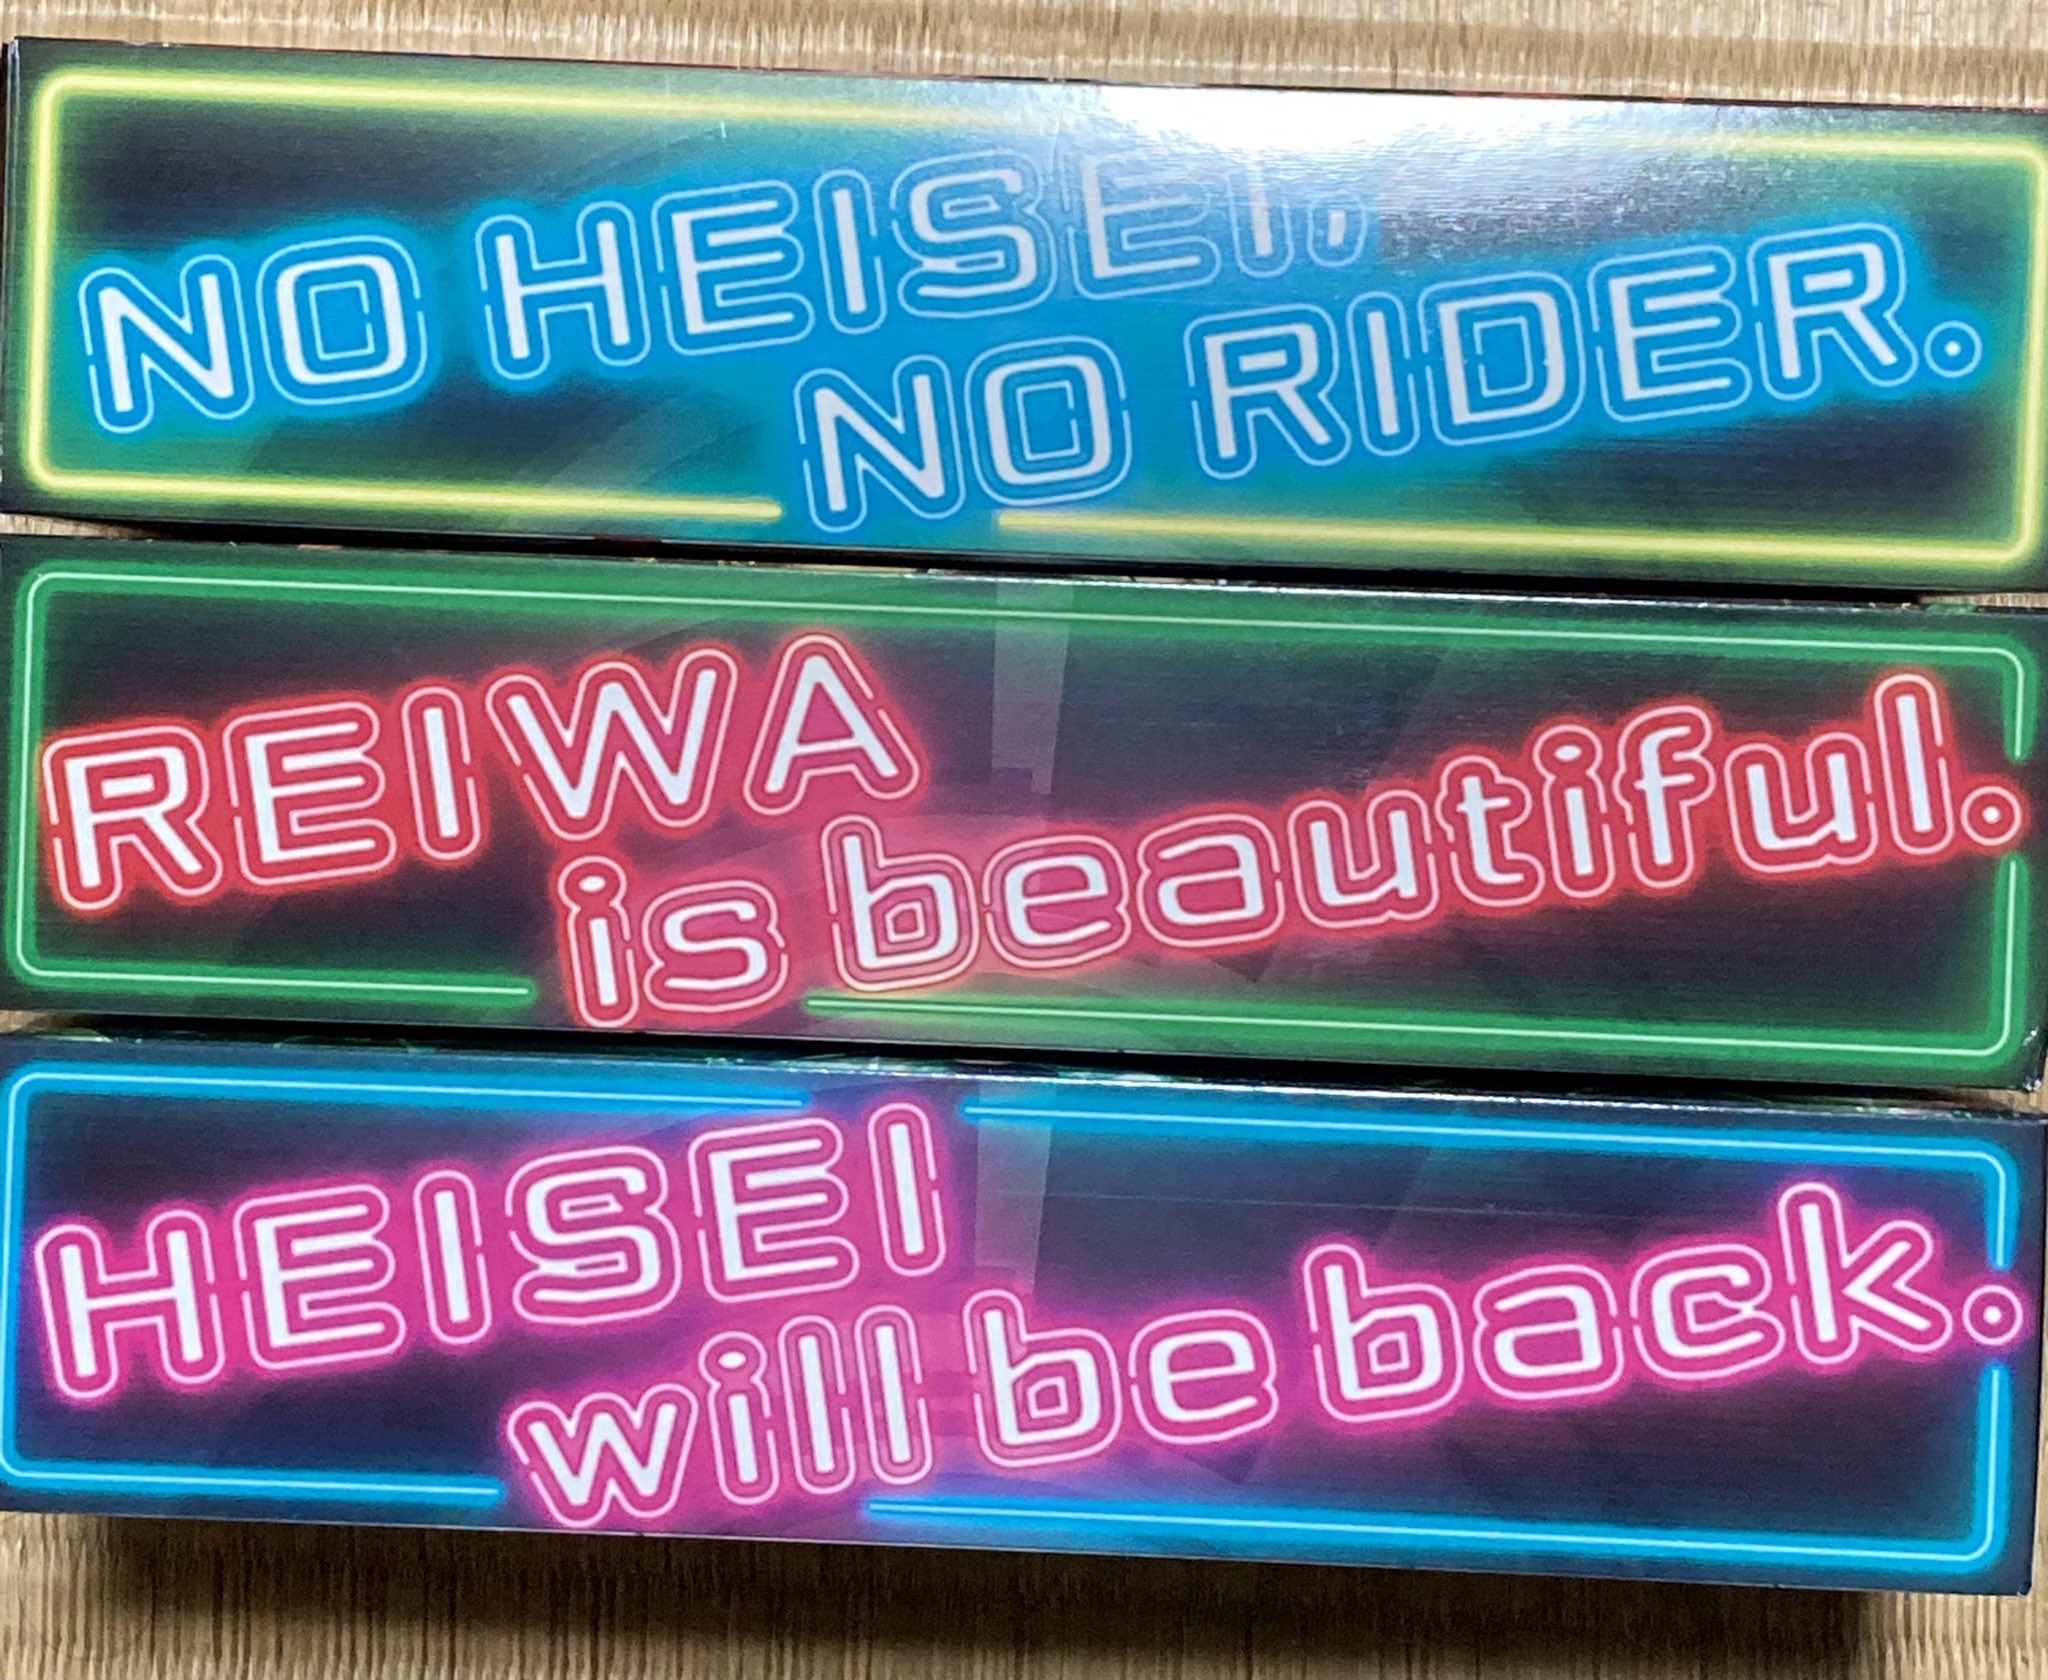 NO HEISEI,
NO RIDER.
REIWA
is beautiful.
HEISEI
will be back.